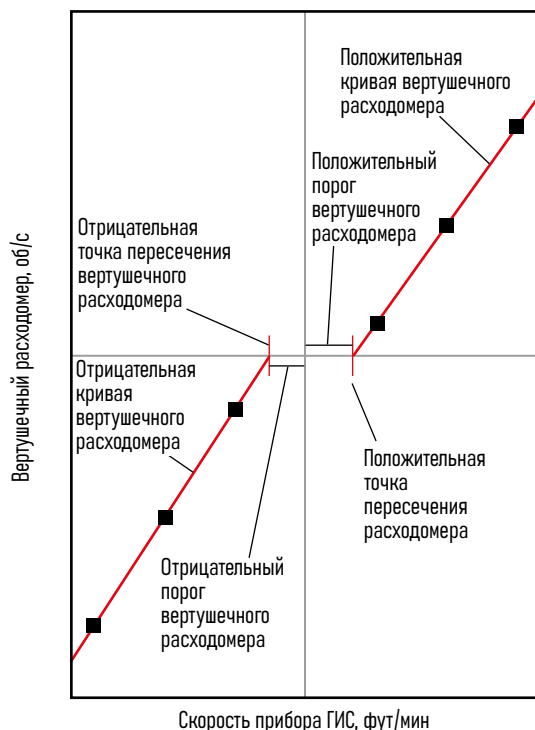 Положительная
кривая вертушечного
расходомера
Положительный
порог
вертушечного
расходомера
Отрицательная
точка пересечения
вертушечного
расходомера
Вертушечный расходомер, об/с
Отрицательная
кривая
вертушечного
расходомера
Положительная
точка
пересечения
расходомера
Отрицательный
порог
вертушечного
расходомера
Скорость прибора ГИС, фут/мин